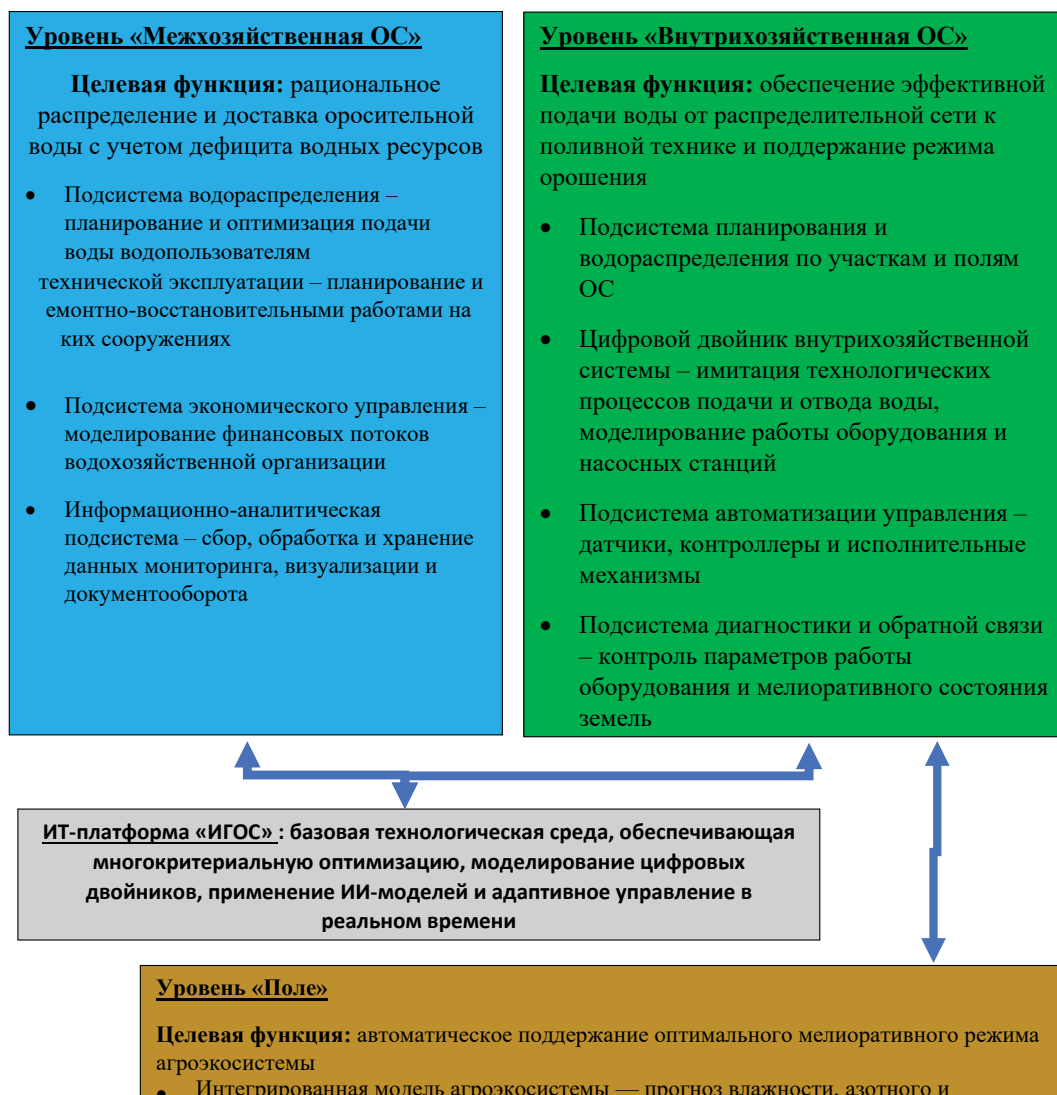 Уровень «Межхозяйственная ОС»
Целевая функция: рациональное
распределение и доставка оросительной
воды с учетом дефицита водных ресурсов
• Подсистема водораспределения –
планирование и оптимизация подачи
воды водопользователям
технической эксплуатации – планирование и
емонтно-восстановительными работами на
ких сооружениях
• Подсистема экономического управления –
моделирование финансовых потоков
водохозяйственной организации
• Информационно-аналитическая
подсистема – сбор, обработка и хранение
данных мониторинга, визуализации и
документооборота
Уровень «Внутрихозяйственная ОС»
Целевая функция: обеспечение эффективной
подачи воды от распределительной сети к
поливной технике и поддержание режима
орошения
• Подсистема планирования и
водораспределения по участкам и полям
ОС
• Цифровой двойник внутрихозяйственной
системы – имитация технологических
процессов подачи и отвода воды,
моделирование работы оборудования и
насосных станций
• Подсистема автоматизации управления –
датчики, контроллеры и исполнительные
механизмы
• Подсистема диагностики и обратной связи
– контроль параметров работы
оборудования и мелиоративного состояния
земель
ИТ-платформа «ИГОС» : базовая технологическая среда, обеспечивающая
многокритериальную оптимизацию, моделирование цифровых
двойников, применение ИИ-моделей и адаптивное управление в
реальном времени
Уровень «Поле»
Целевая функция: автоматическое поддержание оптимального мелиоративного режима
агроэкосистемы
• Интегрированная модель агроэкосистемы — прогноз влажности, азотного и